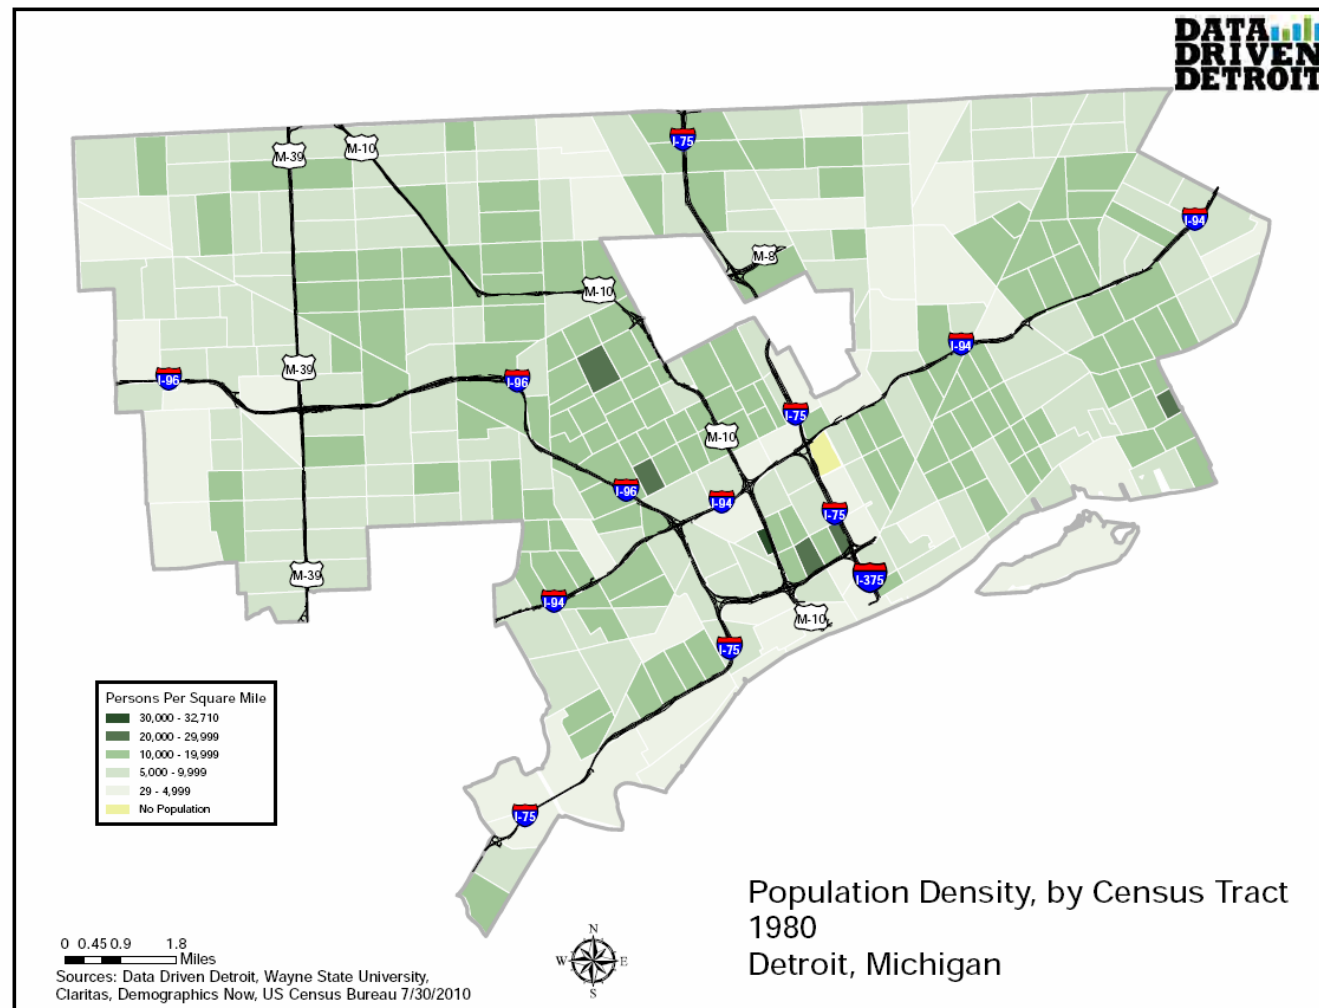 DATA
DRIVEN
DETROIT
I-75
M-39
M-10
I-94
M-8
M-10
I-94
M-39
I-96
I-96
I-75
M-10
I-96
I-94
I-75
M-39
I-375
I-94
M-10
I-75
I-75
Persons Per Square Mile
30,000 - 32,710
20,000 - 29,999
10,000 - 19,999
5,000 - 9,999
29 - 4,999
No Population
Population Density, by Census Tract
1980
Detroit, Michigan
0 0.45 0.9 1.8
Miles
N
W E
S
Sources: Data Driven Detroit, Wayne State University,
Claritas, Demographics Now, US Census Bureau 7/30/2010